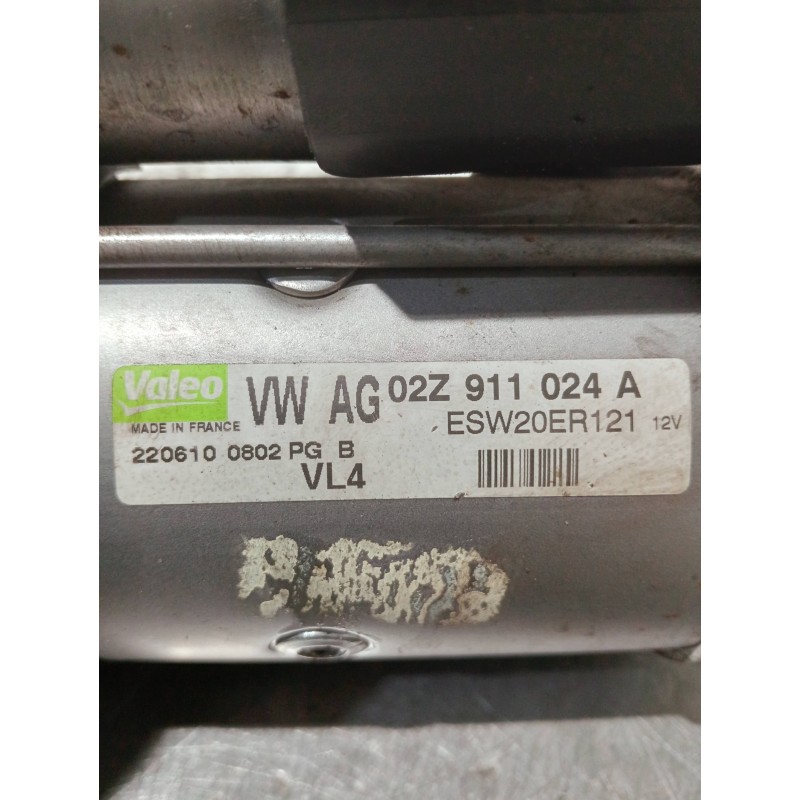 Valeo VW AG 02Z 911 024 A
MADE IN FRANCE ESW20ER121 12V
220610 0802 PG B
VL4